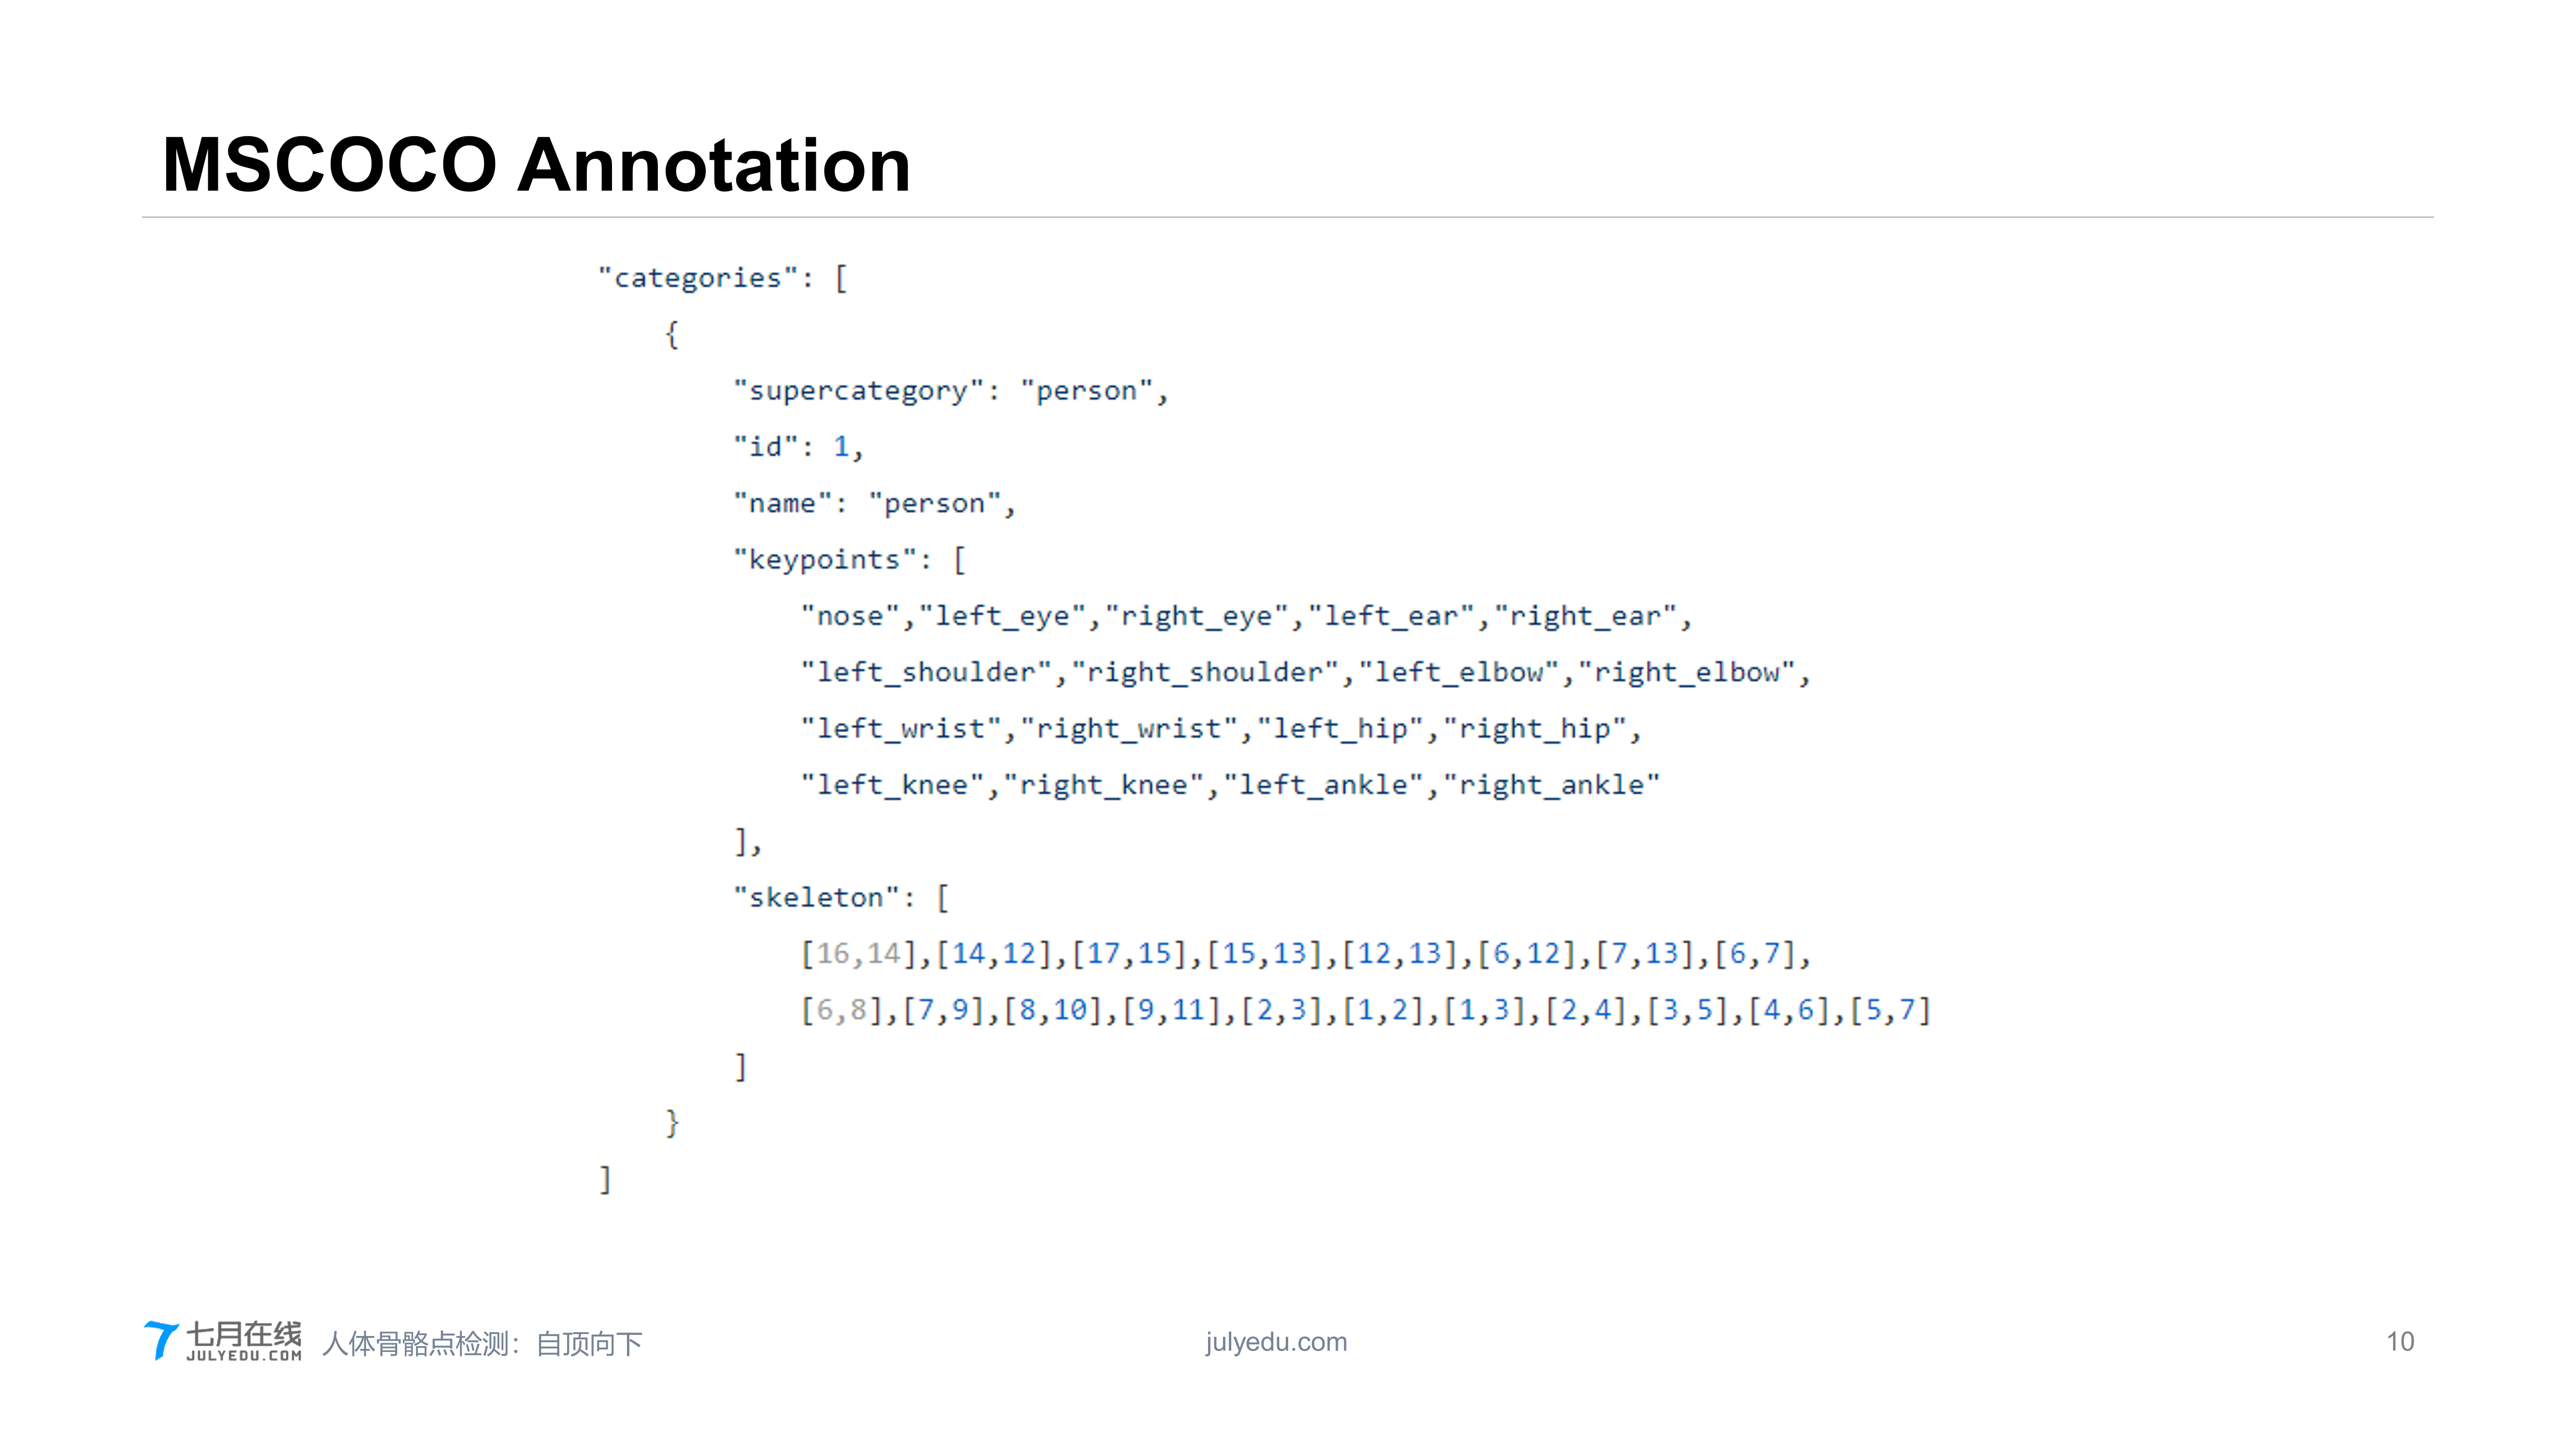 MSCOCO Annotation
"categories": [
{
"supercategory": "person",
"id": 1,
"name": "person",
"keypoints": [
"nose","left_eye","right_eye","left_ear","right_ear",
"left_shoulder","right_shoulder","left_elbow","right_elbow",
"left_wrist","right_wrist","left_hip","right_hip",
"left_knee","right_knee","left_ankle","right_ankle"
],
"skeleton": [
[16,14],[14,12],[17,15],[15,13],[12,13],[6,12],[7,13],[6,7],
[6,8],[7,9],[8,10],[9,11],[2,3],[1,2],[1,3],[2,4],[3,5],[4,6],[5,7]
]
}
]
七月在线
JULYEDU.COM
人体骨骼点检测：自顶向下
julyedu.com
10